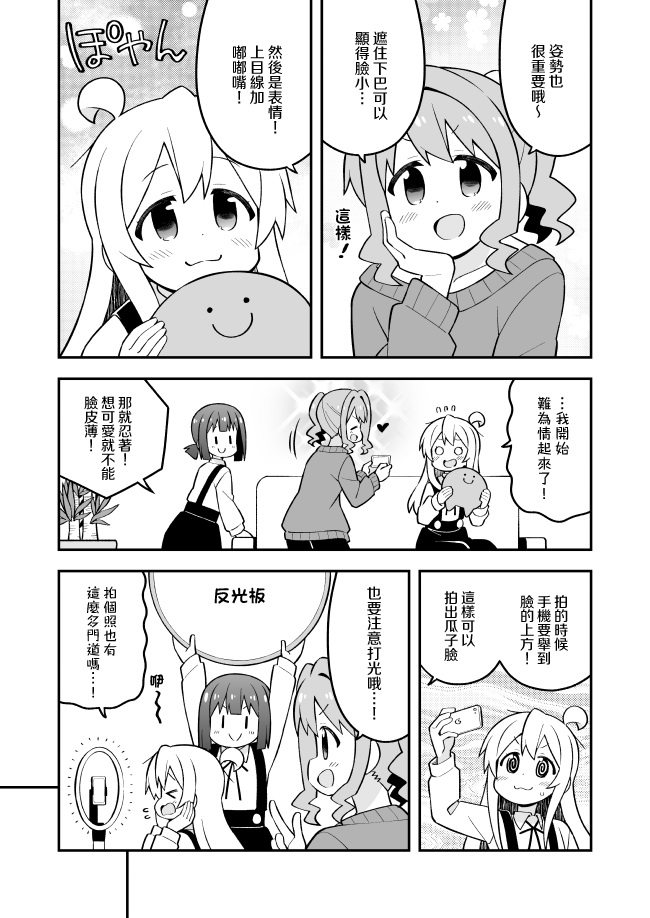 姿勢也
很重要哦～
遮住下巴可以
顯得臉小…
這樣！
然後是表情！
上目線加
嘟嘟嘴！
ぽやん
…我開始
難為情起來了！
那就忍著！
想可愛就不能
臉皮薄！
拍的時候
手機要舉到
臉的上方！
這樣可以
拍出瓜子臉
也要注意打光哦…！
反光板
咿～
拍個照也有
這麼多門道嗎…！